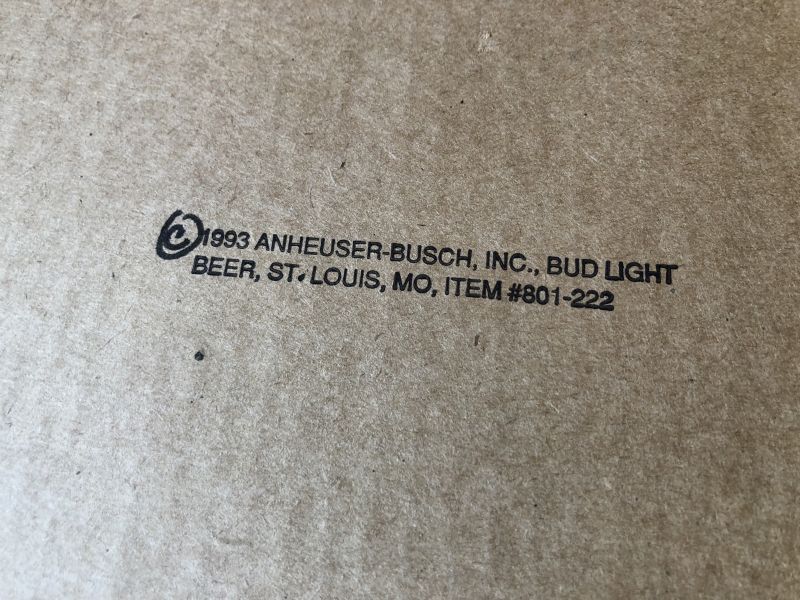 ©1993 ANHEUSER-BUSCH, INC., BUD LIGHT
BEER, ST. LOUIS, MO, ITEM #801-222